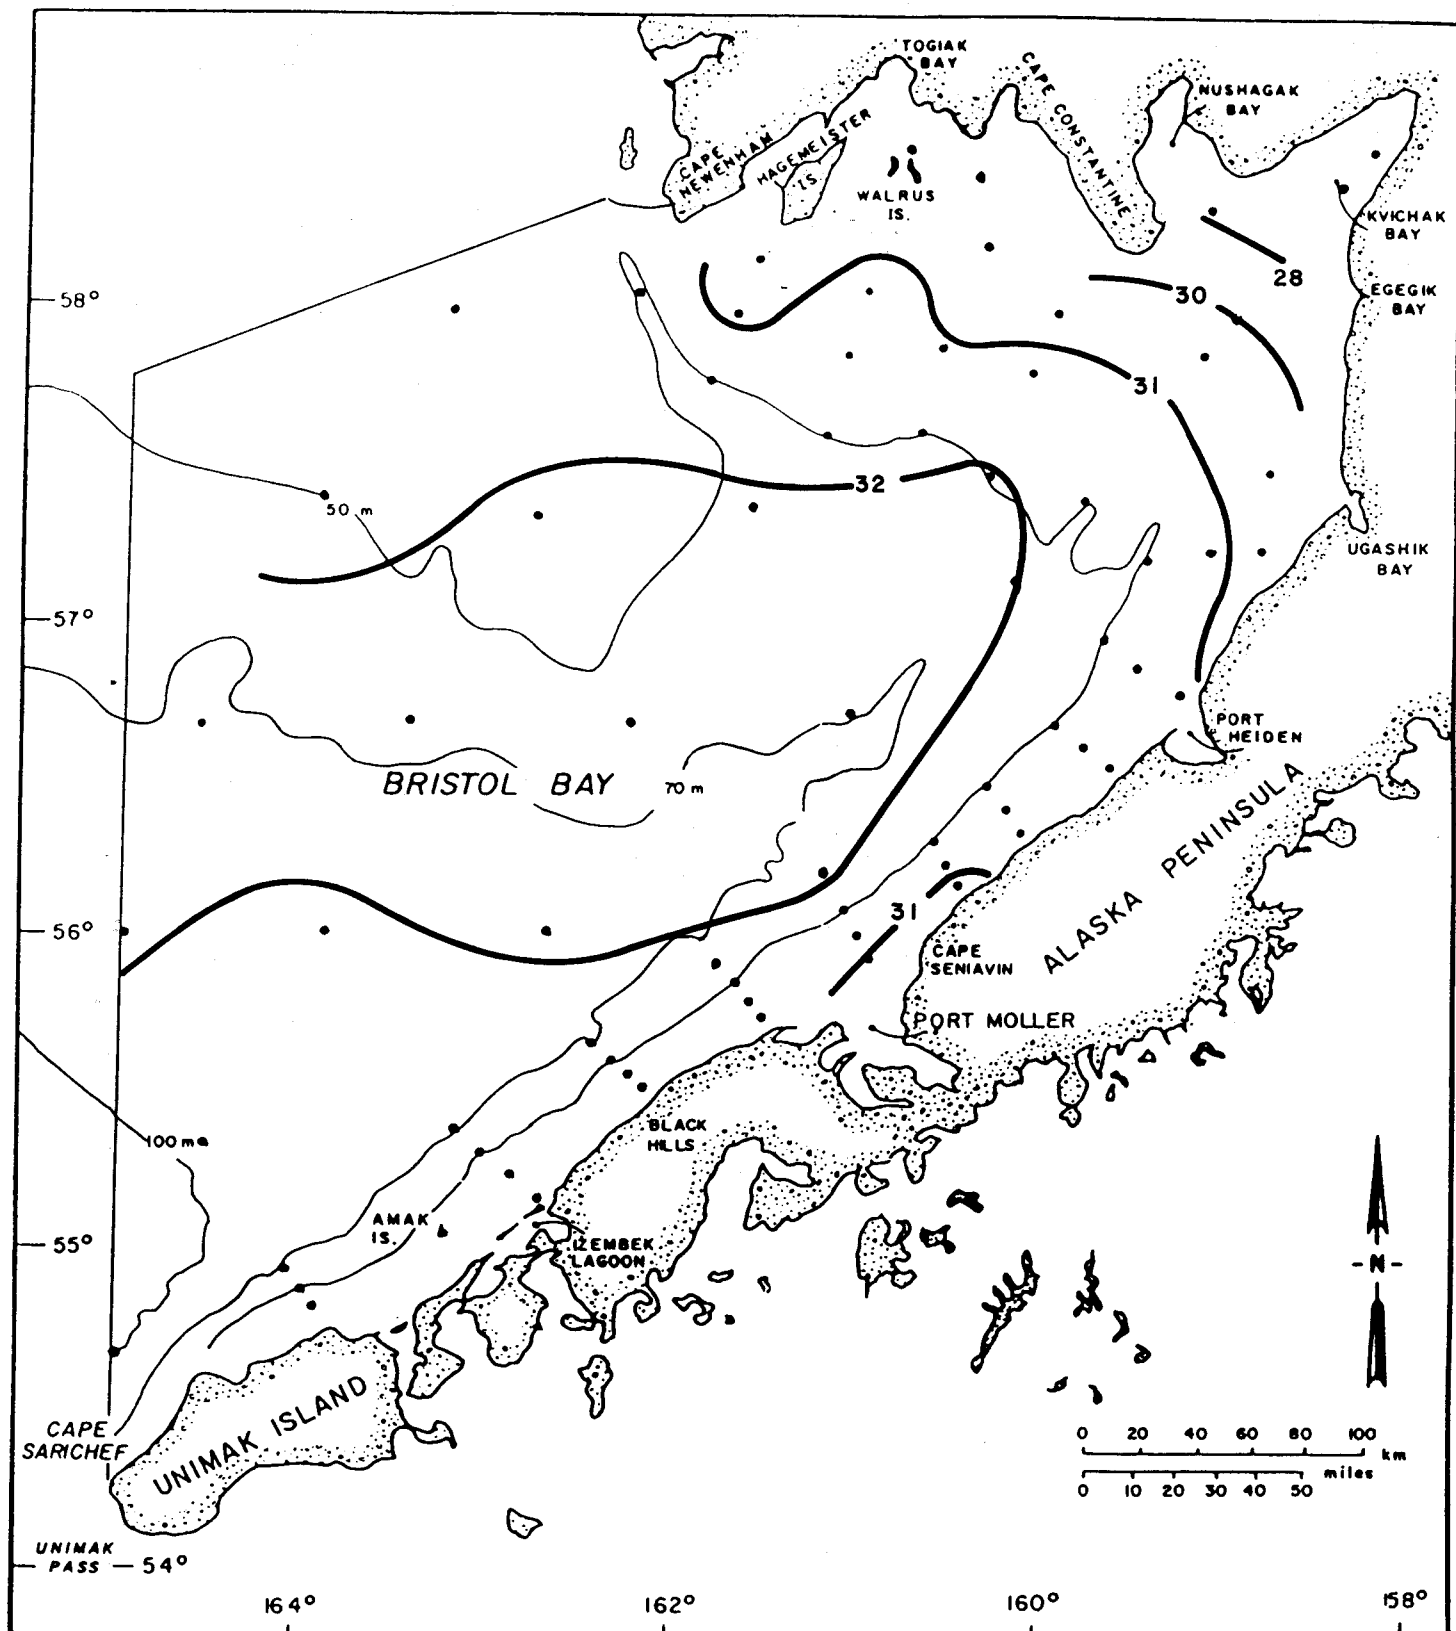 TOGIAK
BAY
CAPE CONSTANTINE
NUSHAGAK
BAY
CAPE
NEWENHAM
HAGEMEISTER
IS.
WALRUS
IS.
KVICHAK
BAY
28
58°
30
EGEGIK
BAY
31
32
50 m
UGASHIK
BAY
57°
PORT
HEIDEN
BRISTOL BAY
70 m
ALASKA PENINSULA
31
56°
CAPE
SENIAVIN
PORT MOLLER
BLACK
HILLS
100 m
AMAK
IS.
55°
IZEMBEK
LAGOON
-N-
UNIMAK ISLAND
CAPE
SARICHEF
0 20 40 60 80 100
km
miles
0 10 20 30 40 50
UNIMAK
PASS
54°
164° 162° 160° 158°